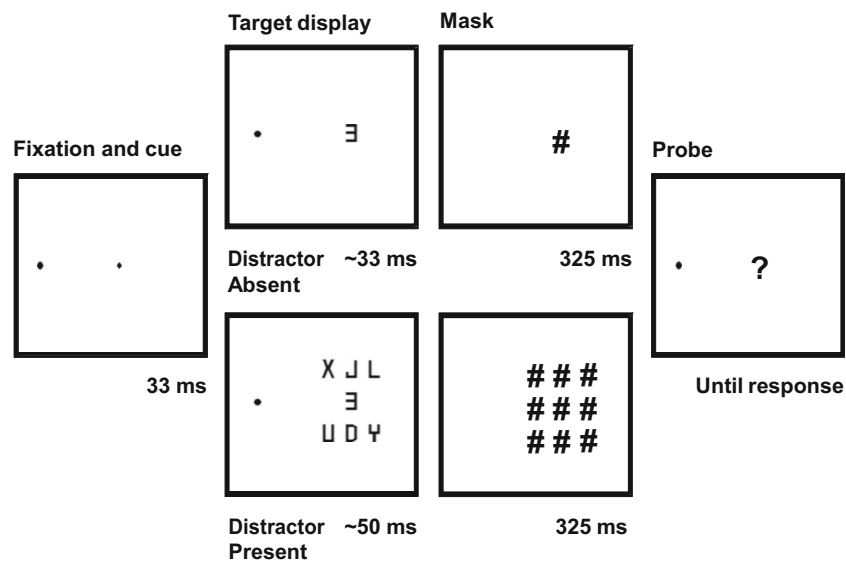 Target display
Mask
Fixation and cue
Probe
Ǝ
#
?
Distractor ~33 ms
Absent
325 ms
33 ms
Until response
X J L
Ǝ
U D Y
# # #
# # #
# # #
Distractor ~50 ms
Present
325 ms